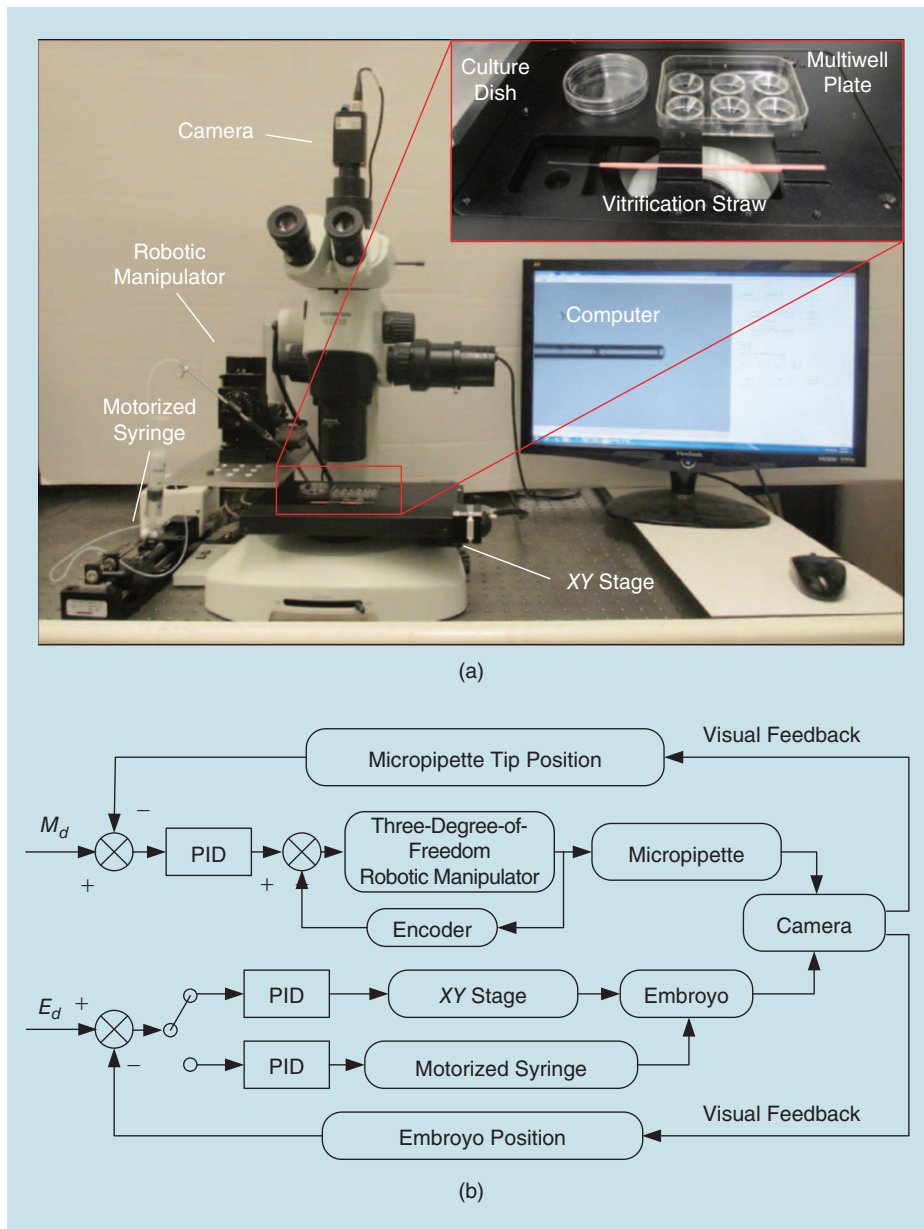 Culture
Dish
Multiwell
Plate
Vitrification Straw
Camera
Robotic
Manipulator
Motorized
Syringe
Computer
OLYMPUS
ViewSonic
XY Stage
(a)
Micropipette Tip Position
Visual Feedback
M_d
−
+
PID
+
−
Three-Degree-of-
Freedom
Robotic Manipulator
Micropipette
Encoder
Camera
E_d
+
−
PID
XY Stage
Embroyo
PID
Motorized Syringe
Embroyo Position
Visual Feedback
(b)